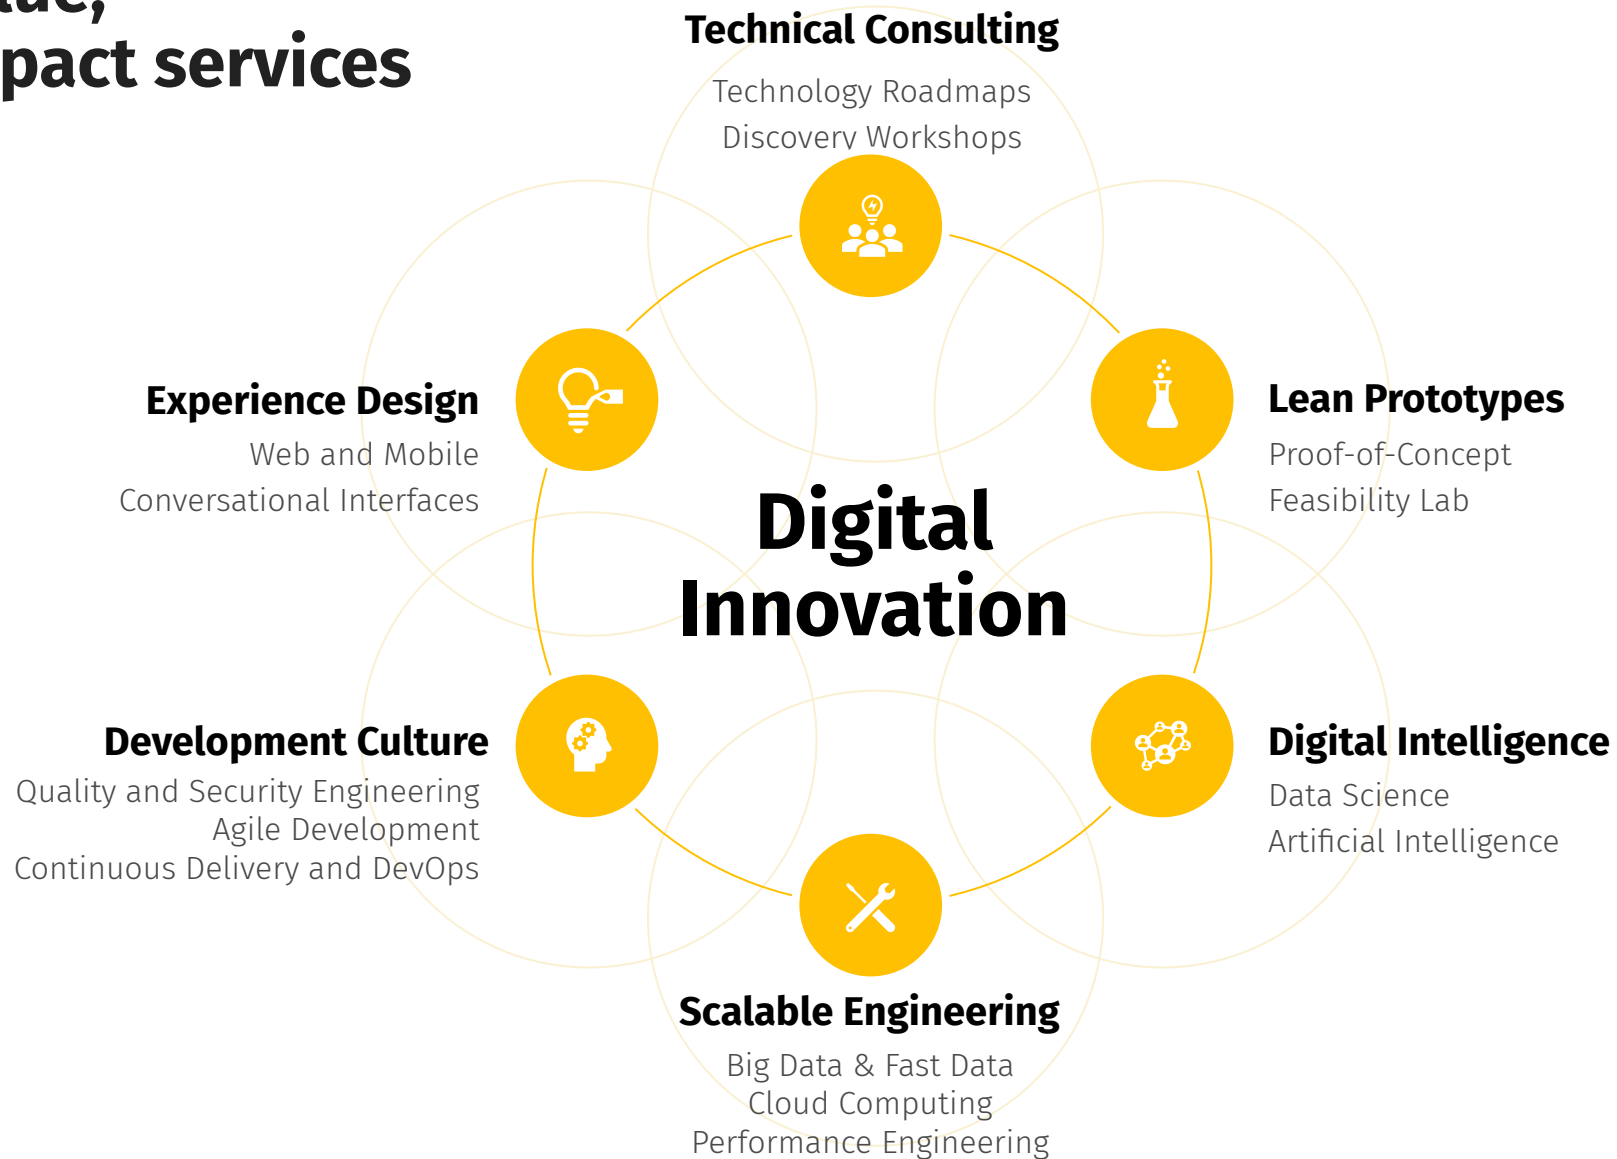 pact services
Technical Consulting
Technology Roadmaps
Discovery Workshops
Experience Design
Web and Mobile
Conversational Interfaces
Lean Prototypes
Proof-of-Concept
Feasibility Lab
Digital
Innovation
Development Culture
Quality and Security Engineering
Agile Development
Continuous Delivery and DevOps
Digital Intelligence
Data Science
Artificial Intelligence
Scalable Engineering
Big Data & Fast Data
Cloud Computing
Performance Engineering